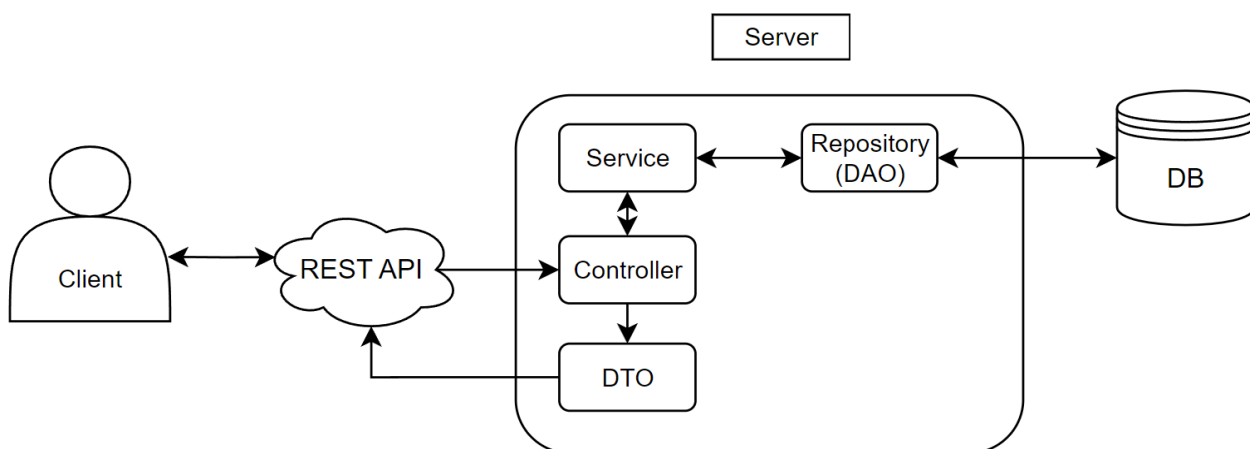 Server
Service
Repository
(DAO)
DB
Client
REST API
Controller
DTO